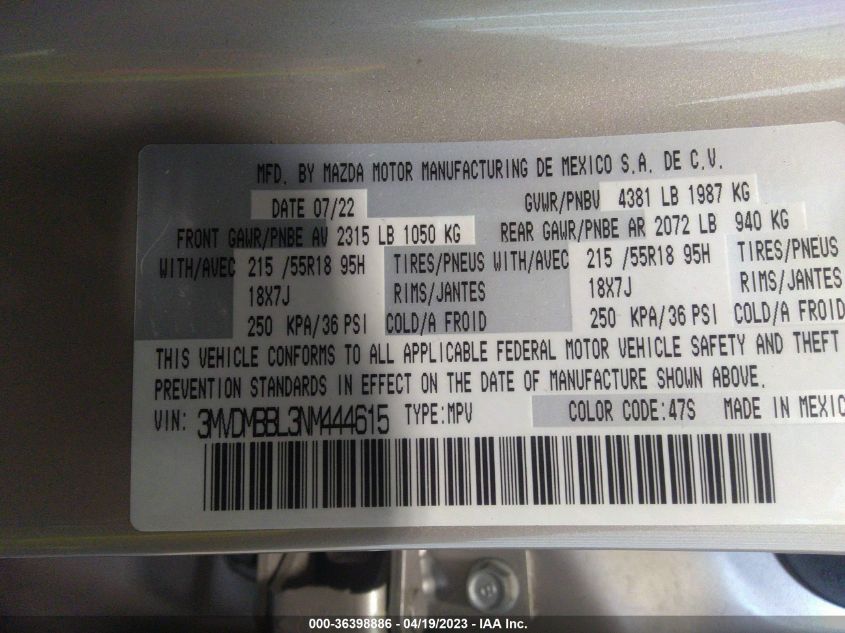 MFD. BY MAZDA MOTOR MANUFACTURING DE MEXICO S.A. DE C.V.
DATE 07/22 GVWR/PNBV 4381 LB 1987 KG
FRONT GAWR/PNBE AV 2315 LB 1050 KG REAR GAWR/PNBE AR 2072 LB 940 KG
WITH/AVEC 215 /55R18 95H TIRES/PNEUS WITH/AVEC 215 /55R18 95H TIRES/PNEUS
18X7J RIMS/JANTES 18X7J RIMS/JANTES
250 KPA/36 PSI COLD/A FROID 250 KPA/36 PSI COLD/A FROID
THIS VEHICLE CONFORMS TO ALL APPLICABLE FEDERAL MOTOR VEHICLE SAFETY AND THEFT
PREVENTION STANDARDS IN EFFECT ON THE DATE OF MANUFACTURE SHOWN ABOVE.
VIN: 3MVDMBBL3NM444615 TYPE:MPV COLOR CODE:47S MADE IN MEXIC
000-36398886 - 04/19/2023 - IAA Inc.